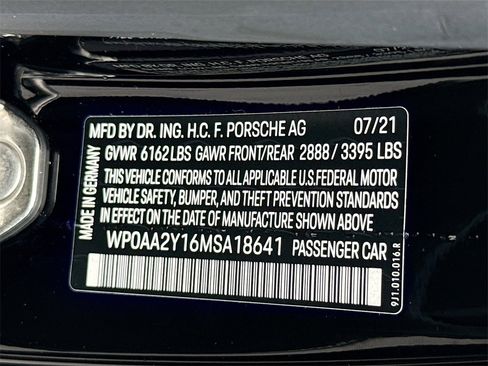 MFD BY DR. ING. H.C. F. PORSCHE AG 07/21
GVWR 6162 LBS GAWR FRONT/REAR 2888 / 3395 LBS
THIS VEHICLE CONFORMS TO ALL APPLICABLE U.S. FEDERAL MOTOR
VEHICLE SAFETY, BUMPER, AND THEFT PREVENTION STANDARDS
IN EFFECT ON THE DATE OF MANUFACTURE SHOWN ABOVE.
WP0AA2Y16MSA18641 PASSENGER CAR
MADE IN GERMANY
9J1.010.016.R